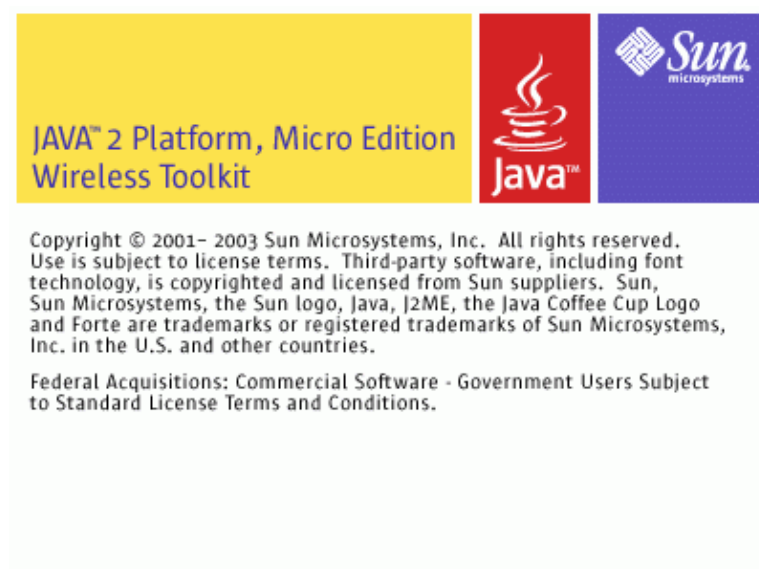 JAVA™ 2 Platform, Micro Edition
Wireless Toolkit
Java™
Sun
microsystems
Copyright © 2001- 2003 Sun Microsystems, Inc. All rights reserved.
Use is subject to license terms. Third-party software, including font
technology, is copyrighted and licensed from Sun suppliers. Sun,
Sun Microsystems, the Sun logo, Java, J2ME, the Java Coffee Cup Logo
and Forte are trademarks or registered trademarks of Sun Microsystems,
Inc. in the U.S. and other countries.
Federal Acquisitions: Commercial Software - Government Users Subject
to Standard License Terms and Conditions.